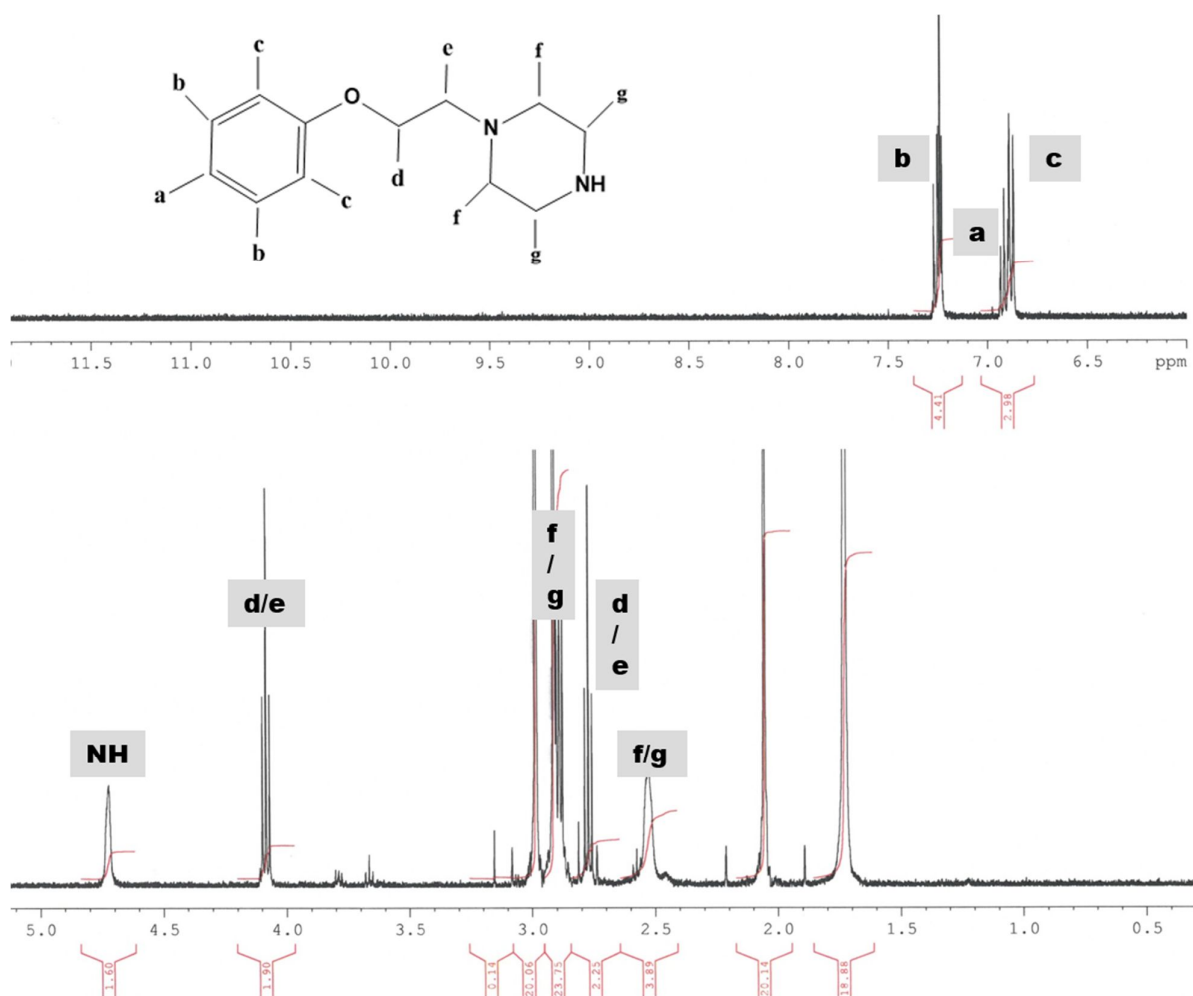 e
f
c
b
O
g
N
a
d
NH
c
f
b
g
b
c
a
11.5 11.0 10.5 10.0 9.5 9.0 8.5 8.0 7.5 7.0 6.5 ppm
4.41
2.98
f
/
g
d/e
d
/
e
NH
f/g
5.0 4.5 4.0 3.5 3.0 2.5 2.0 1.5 1.0 0.5
1.60
1.90
0.14
20.06
23.75
2.25
3.89
20.14
18.88